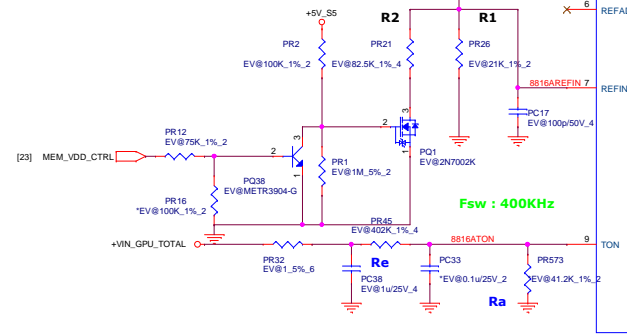 6 REFAD
+5V_S5
R2
R1
PR2
EV@100K_1%_2
PR21
EV@82.5K_1%_4
PR26
EV@21K_1%_2
8816AREFIN 7 REFIN
PC17
EV@100p/50V_4
3
2
3
2
1
PQ1
EV@2N7002K
PR12
EV@75K_1%_2
[23] MEM_VDD_CTRL
PQ38
EV@METR3904-G
1
PR1
EV@1M_5%_2
PR16
*EV@100K_1%_2
Fsw : 400KHz
PR45
EV@402K_1%_4
+VIN_GPU_TOTAL
8816ATON
9 TON
PR32
EV@1_5%_6
Re
PC38
EV@1u/25V_4
PC33
*EV@0.1u/25V_2
PR573
EV@41.2K_1%_2
Ra